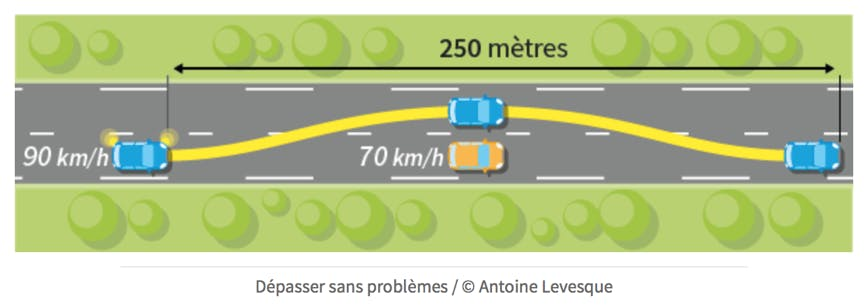 250 mètres
90 km/h
70 km/h
Dépasser sans problèmes / © Antoine Levesque